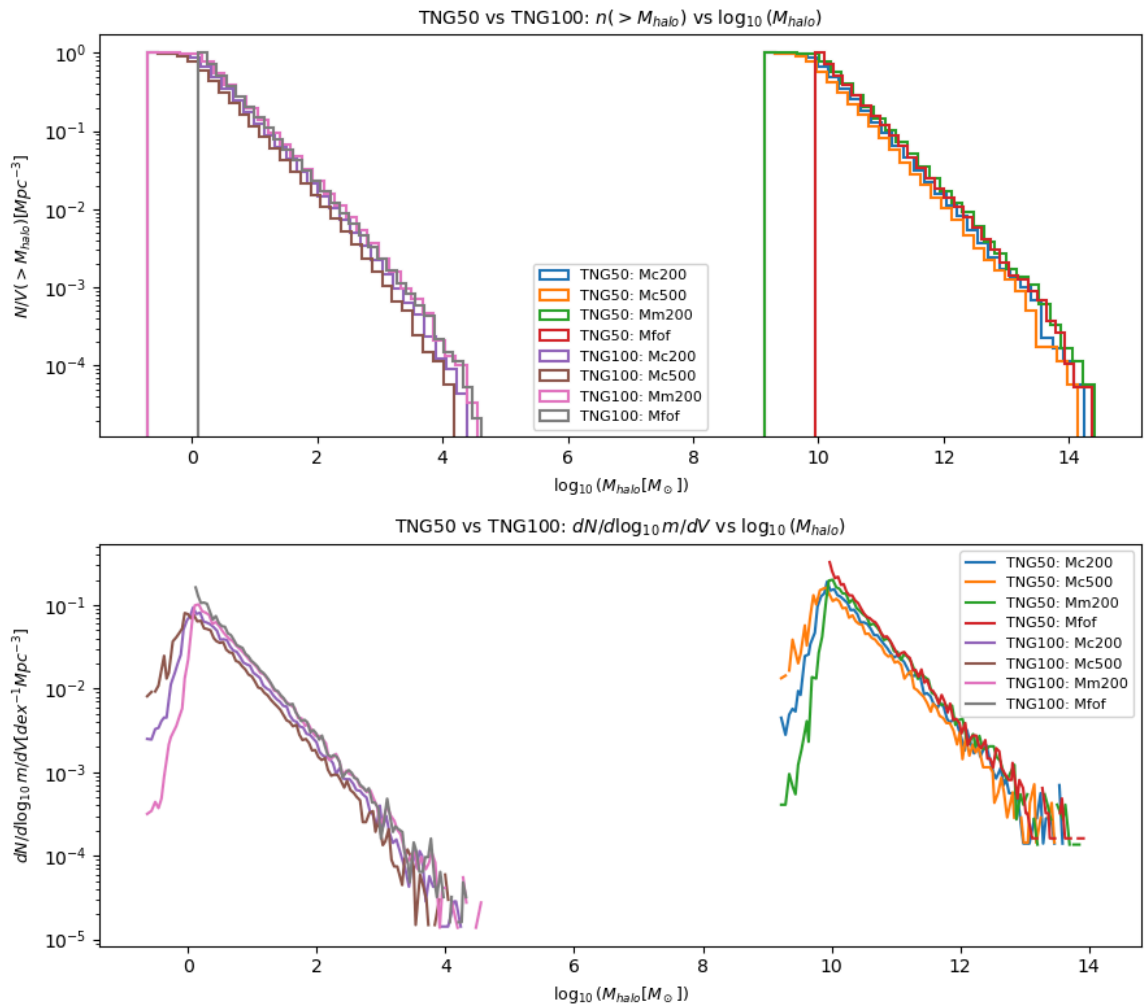 TNG50 vs TNG100: n( > M_halo) vs log₁₀ (M_halo)
N/V( > M_halo)[Mpc⁻³]
10⁰
10⁻¹
10⁻²
10⁻³
10⁻⁴
TNG50: Mc200
TNG50: Mc500
TNG50: Mm200
TNG50: Mfof
TNG100: Mc200
TNG100: Mc500
TNG100: Mm200
TNG100: Mfof
0 2 4 6 8 10 12 14
log₁₀ (M_halo[M_⊙])
TNG50 vs TNG100: dN/dlog₁₀ m/dV vs log₁₀ (M_halo)
dN/dlog₁₀ m/dV[dex⁻¹Mpc⁻³]
10⁻¹
10⁻²
10⁻³
10⁻⁴
10⁻⁵
TNG50: Mc200
TNG50: Mc500
TNG50: Mm200
TNG50: Mfof
TNG100: Mc200
TNG100: Mc500
TNG100: Mm200
TNG100: Mfof
0 2 4 6 8 10 12 14
log₁₀ (M_halo[M_⊙])